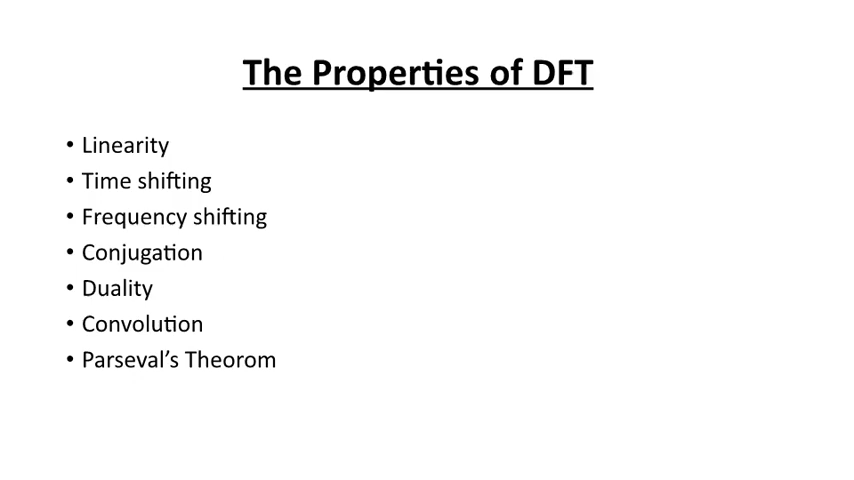 The Properties of DFT
• Linearity
• Time shifting
• Frequency shifting
• Conjugation
• Duality
• Convolution
• Parseval’s Theorom